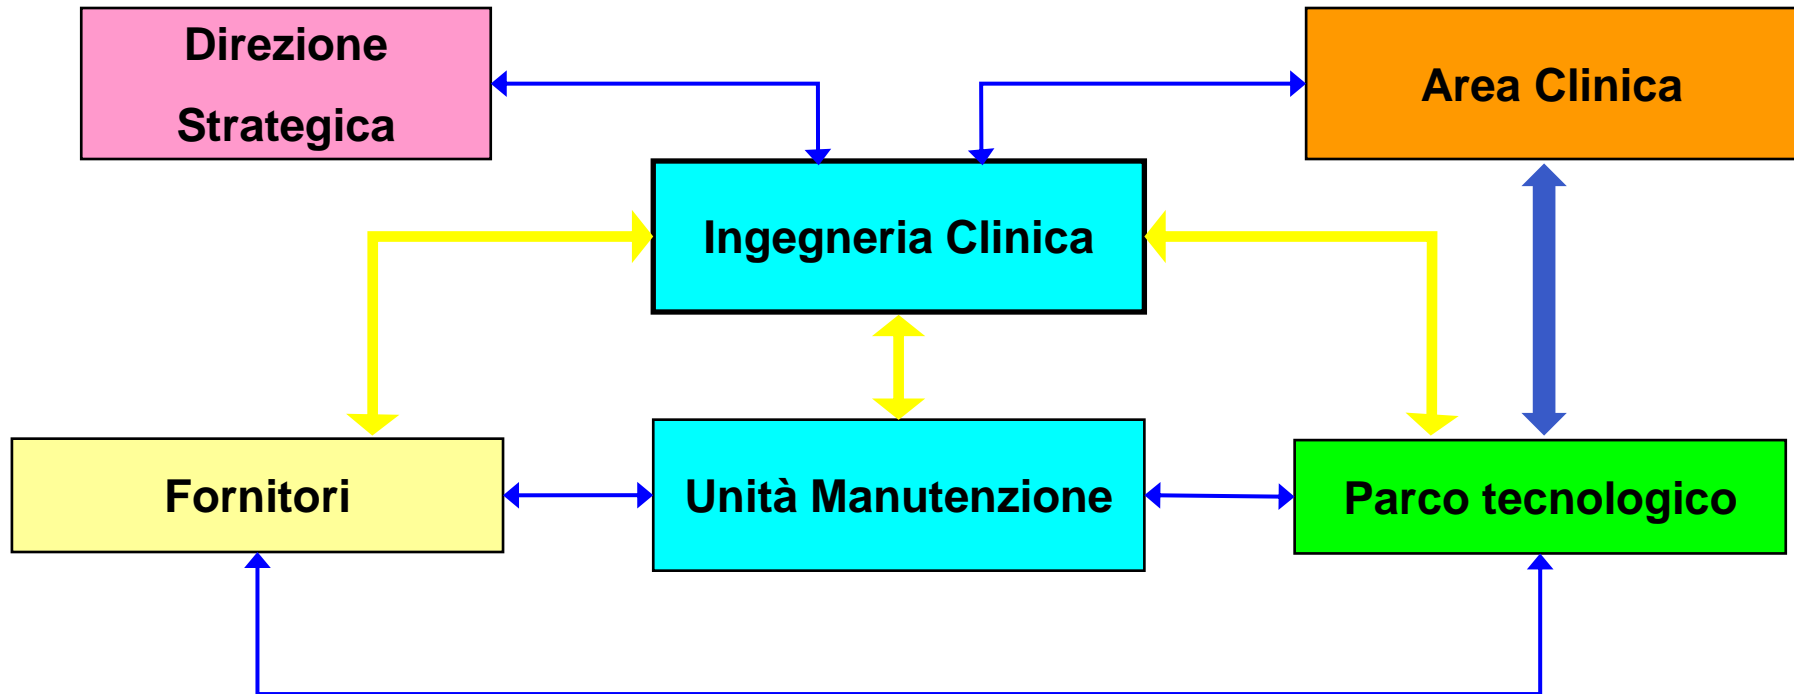 Direzione
Strategica
Area Clinica
Ingegneria Clinica
Fornitori
Unità Manutenzione
Parco tecnologico